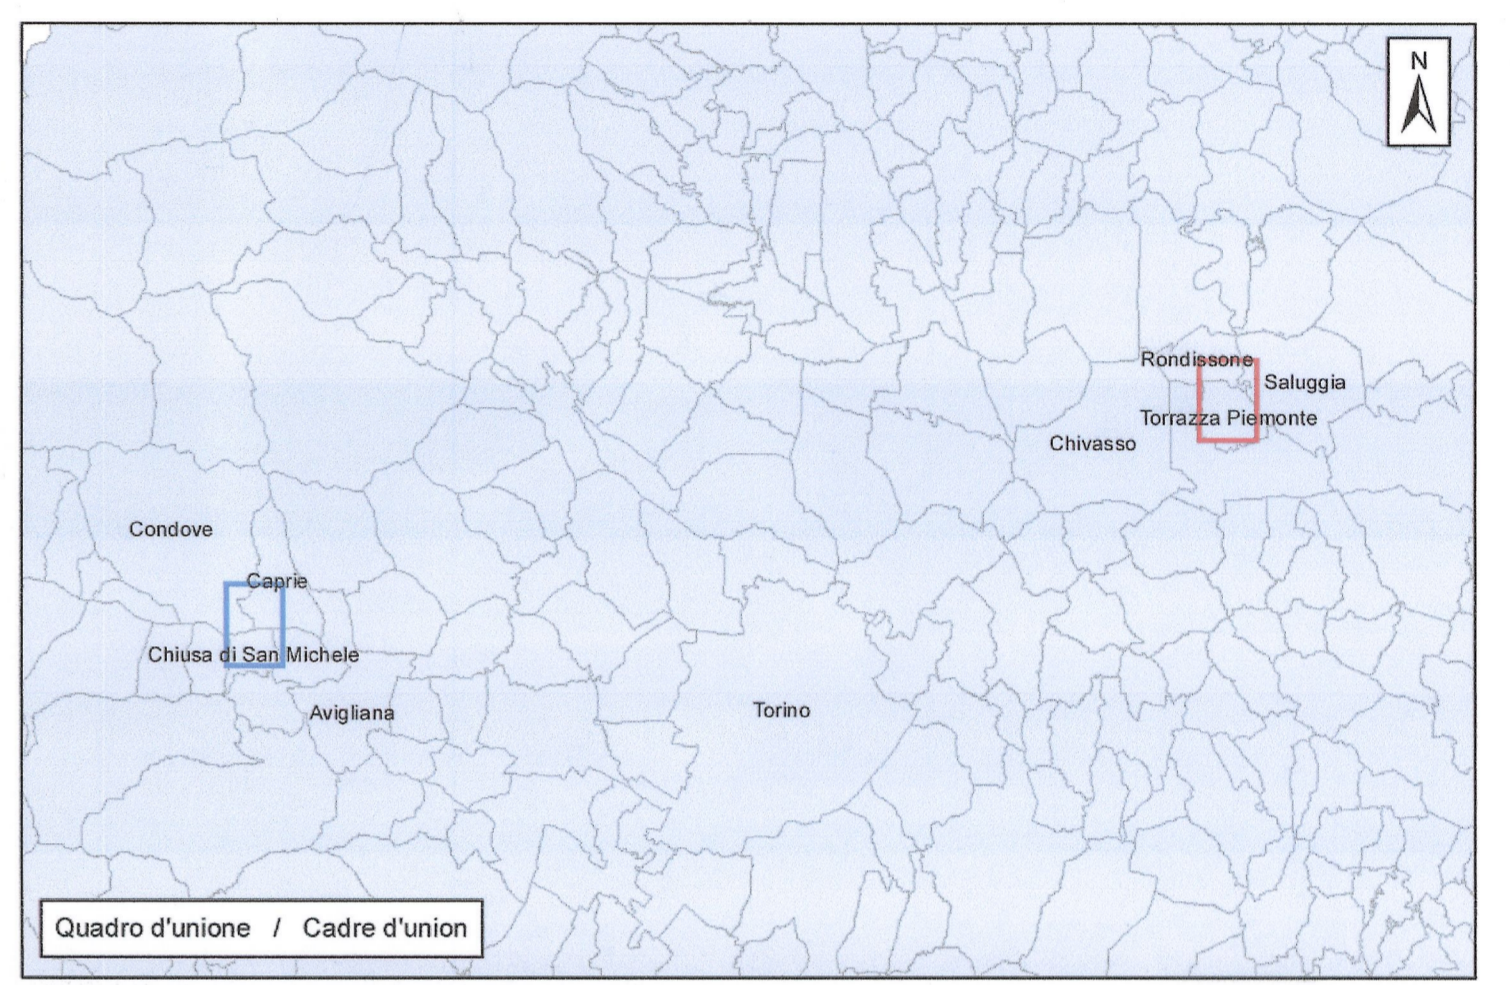 N
Rondissone
Saluggia
Torrazza Piemonte
Chivasso
Condove
Caprie
Chiusa di San Michele
Avigliana
Torino
Quadro d'unione / Cadre d'union